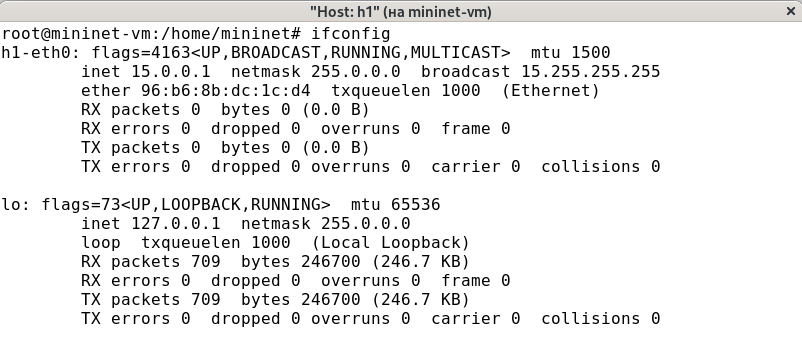 "Host: h1" (на mininet-vm)
root@mininet-vm:/home/mininet# ifconfig
h1-eth0: flags=4163<UP,BROADCAST,RUNNING,MULTICAST>  mtu 1500
        inet 15.0.0.1  netmask 255.0.0.0  broadcast 15.255.255.255
        ether 96:b6:8b:dc:1c:d4  txqueuelen 1000  (Ethernet)
        RX packets 0  bytes 0 (0.0 B)
        RX errors 0  dropped 0  overruns 0  frame 0
        TX packets 0  bytes 0 (0.0 B)
        TX errors 0  dropped 0 overruns 0  carrier 0  collisions 0

lo: flags=73<UP,LOOPBACK,RUNNING>  mtu 65536
        inet 127.0.0.1  netmask 255.0.0.0
        loop  txqueuelen 1000  (Local Loopback)
        RX packets 709  bytes 246700 (246.7 KB)
        RX errors 0  dropped 0  overruns 0  frame 0
        TX packets 709  bytes 246700 (246.7 KB)
        TX errors 0  dropped 0 overruns 0  carrier 0  collisions 0